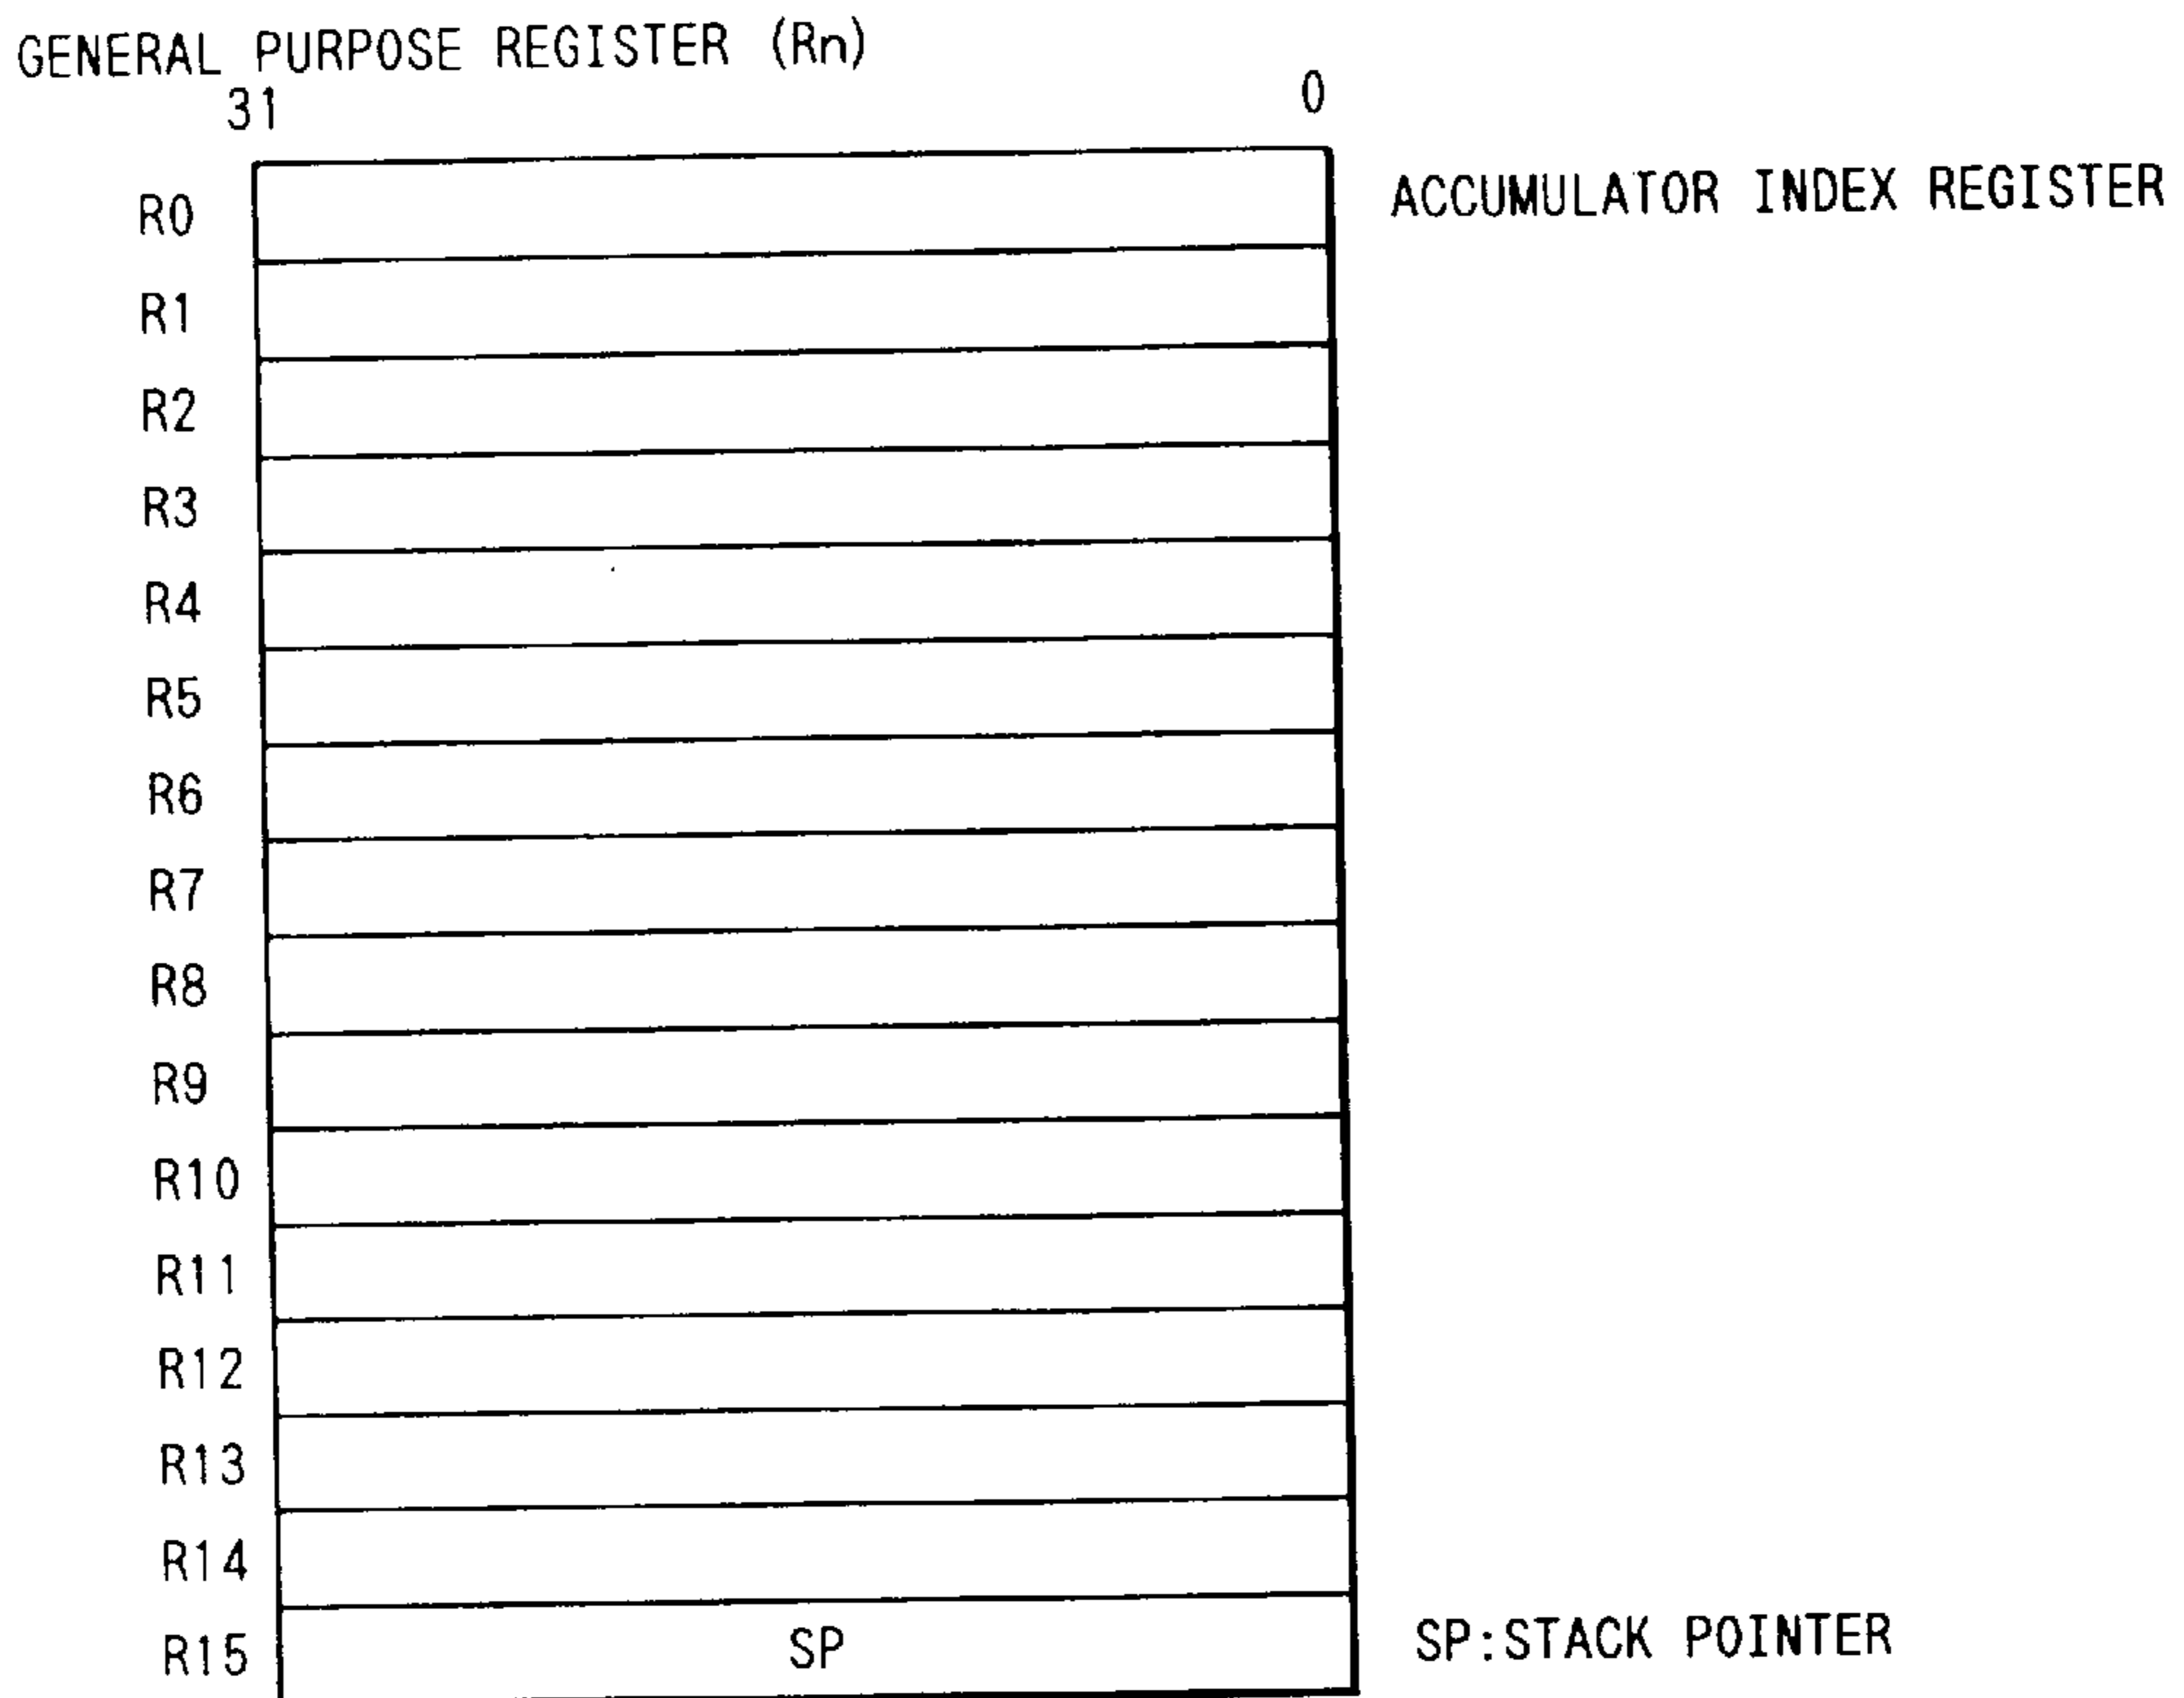 GENERAL PURPOSE REGISTER (Rn)
31 0
R0 ACCUMULATOR INDEX REGISTER
R1
R2
R3
R4
R5
R6
R7
R8
R9
R10
R11
R12
R13
R14
R15 SP SP:STACK POINTER